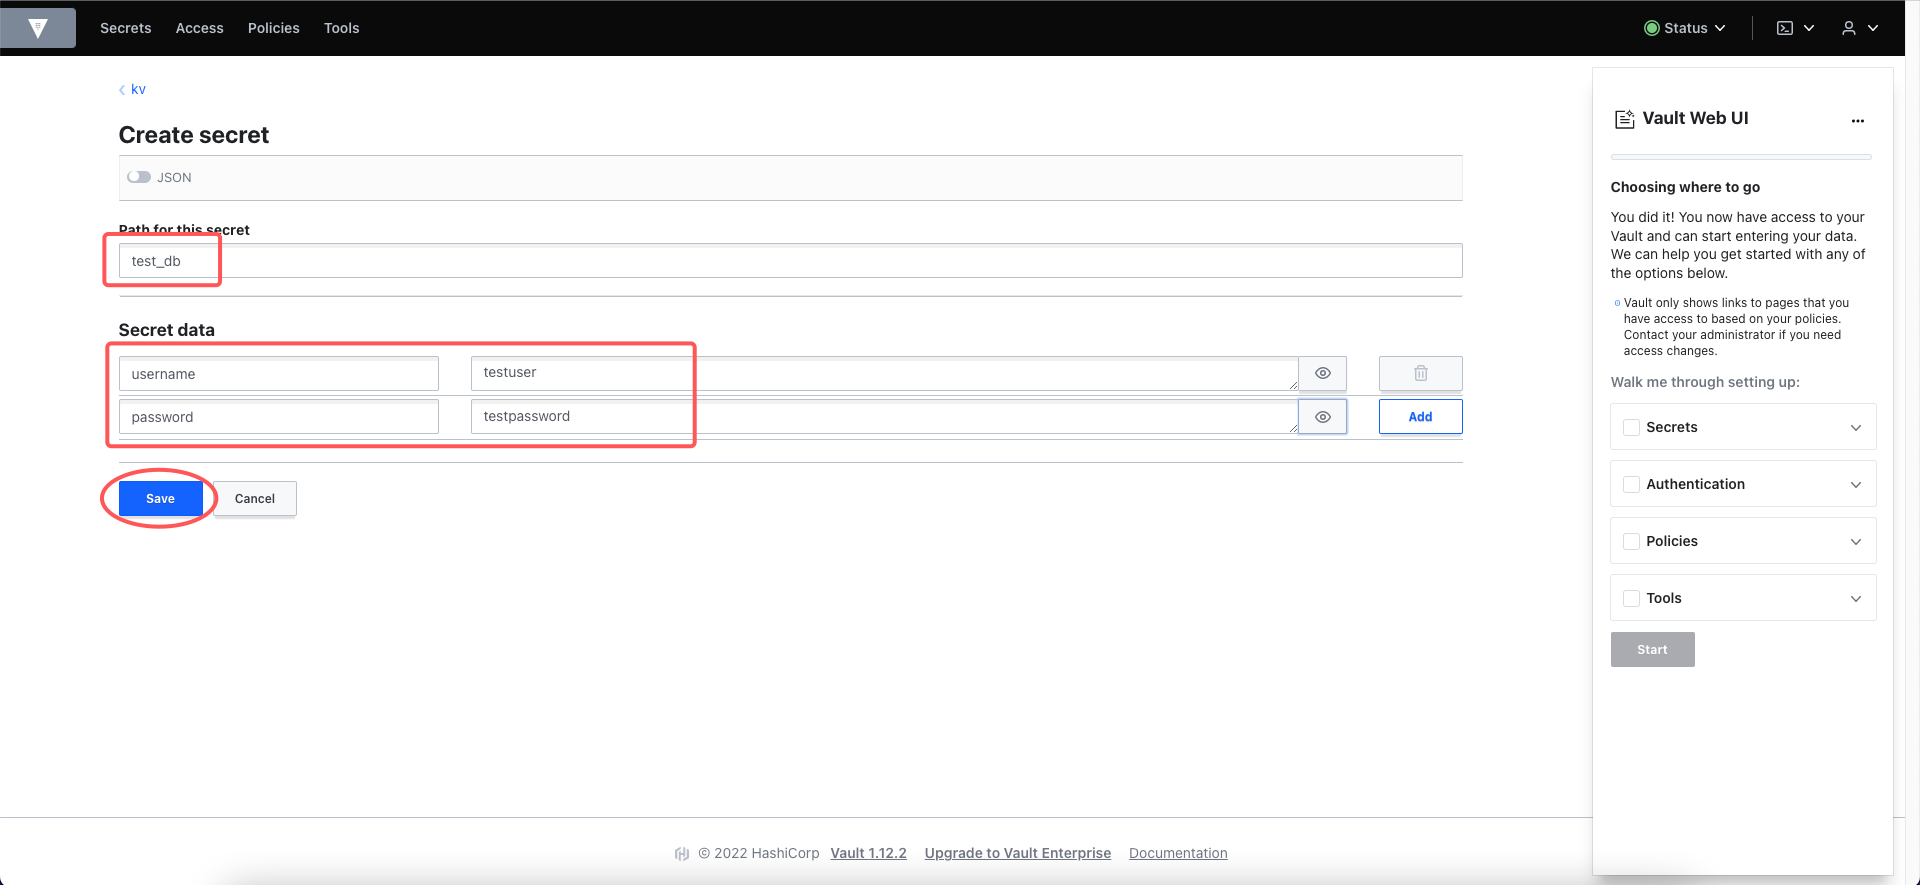 Secrets Access Policies Tools Status
kv
Create secret
JSON
Path for this secret
test_db
Secret data
username testuser
password testpassword Add
Save Cancel
Vault Web UI
Choosing where to go
You did it! You now have access to your
Vault and can start entering your data.
We can help you get started with any of
the options below.
Vault only shows links to pages that you
have access to based on your policies.
Contact your administrator if you need
access changes.
Walk me through setting up:
Secrets
Authentication
Policies
Tools
Start
© 2022 HashiCorp Vault 1.12.2 Upgrade to Vault Enterprise Documentation